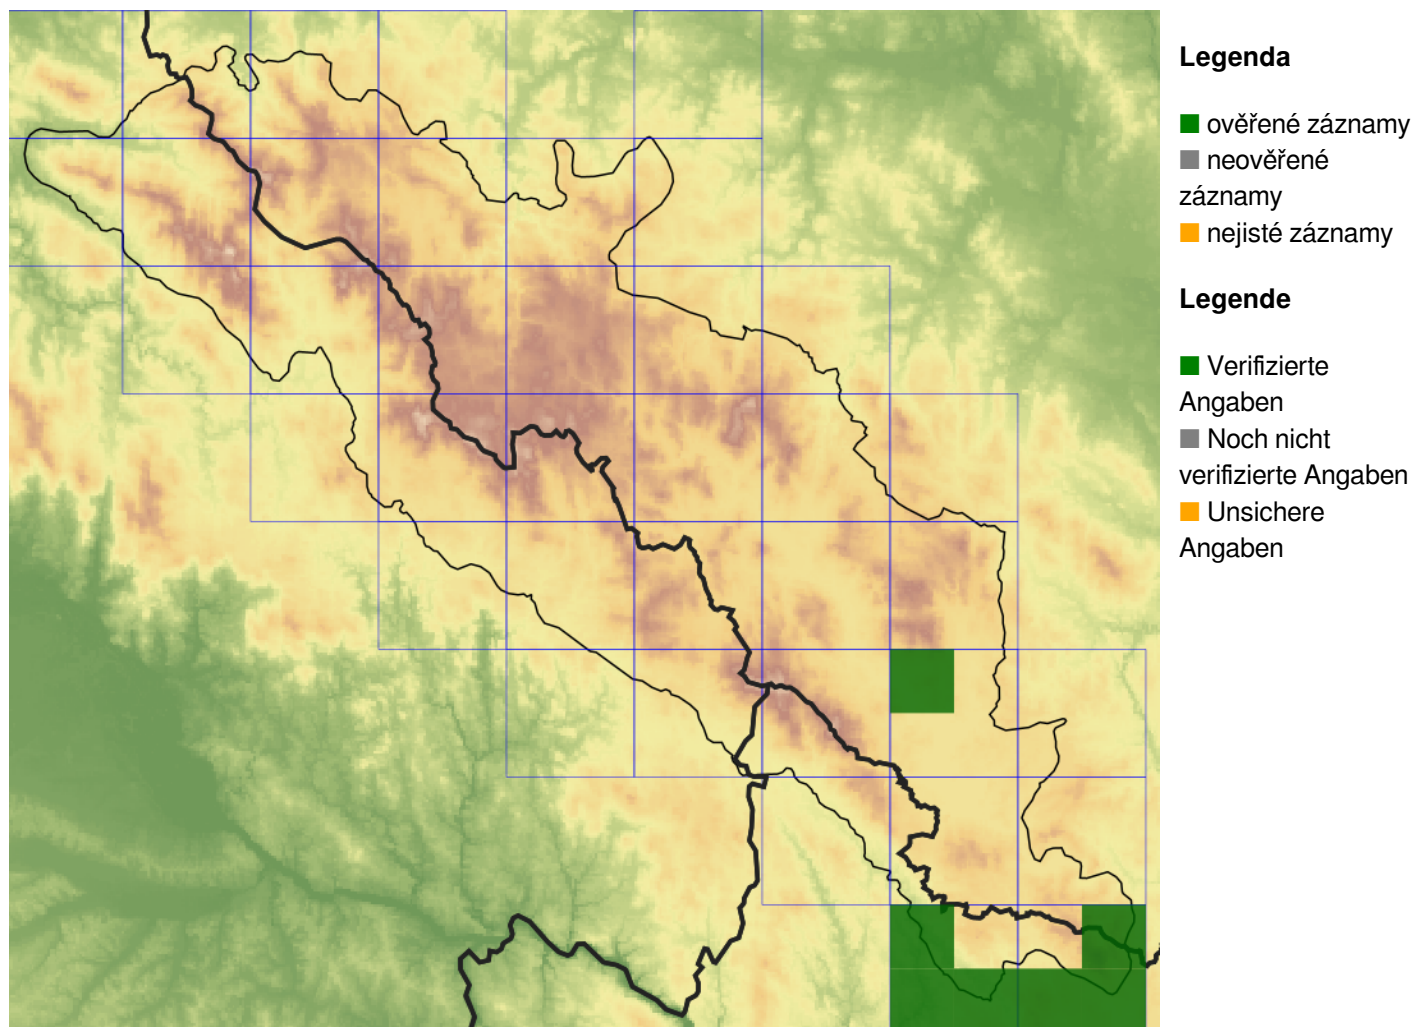 Legenda
ověřené záznamy
neověřené
záznamy
nejisté záznamy
Legende
Verifizierte
Angaben
Noch nicht
verifizierte Angaben
Unsichere
Angaben